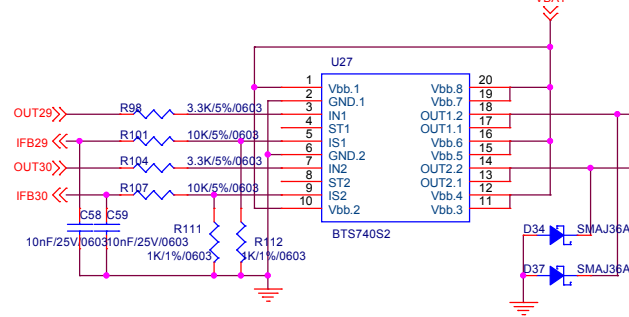 U27
1 Vbb.1 Vbb.8 20
2 GND.1 Vbb.7 19
OUT29 R98 3.3K/5%/0603 3 IN1 OUT1.2 18
4 ST1 OUT1.1 17
IFB29 R101 10K/5%/0603 5 IS1 Vbb.6 16
6 GND.2 Vbb.5 15
OUT30 R104 3.3K/5%/0603 7 IN2 OUT2.2 14
8 ST2 OUT2.1 13
IFB30 R107 10K/5%/0603 9 IS2 Vbb.4 12
10 Vbb.2 Vbb.3 11
BTS740S2
C58 C59
10nF/25V/0603 10nF/25V/0603
R111
1K/1%/0603
R112
1K/1%/0603
D34 SMAJ36A
D37 SMAJ36A